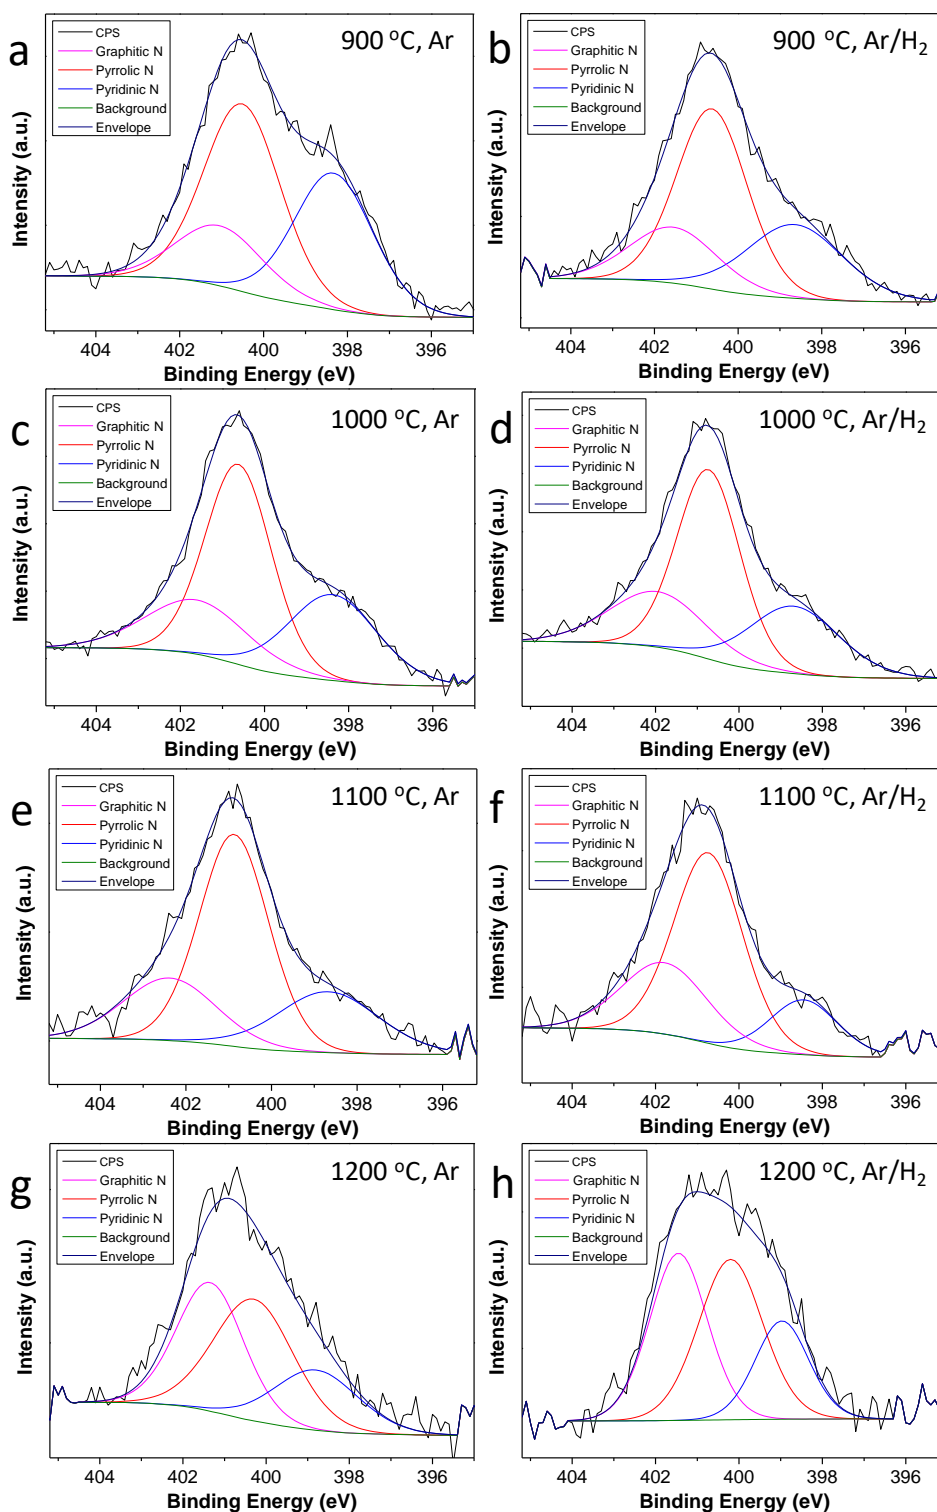 a
900 °C, Ar
CPS
Graphitic N
Pyrrolic N
Pyridinic N
Background
Envelope
Intensity (a.u.)
404 402 400 398 396
Binding Energy (eV)
b
900 °C, Ar/H₂
CPS
Graphitic N
Pyrrolic N
Pyridinic N
Background
Envelope
Intensity (a.u.)
404 402 400 398 396
Binding Energy (eV)
c
1000 °C, Ar
CPS
Graphitic N
Pyrrolic N
Pyridinic N
Background
Envelope
Intensity (a.u.)
404 402 400 398 396
Binding Energy (eV)
d
1000 °C, Ar/H₂
CPS
Graphitic N
Pyrrolic N
Pyridinic N
Background
Envelope
Intensity (a.u.)
404 402 400 398 396
Binding Energy (eV)
e
1100 °C, Ar
CPS
Graphitic N
Pyrrolic N
Pyridinic N
Background
Envelope
Intensity (a.u.)
404 402 400 398 396
Binding Energy (eV)
f
1100 °C, Ar/H₂
CPS
Graphitic N
Pyrrolic N
Pyridinic N
Background
Envelope
Intensity (a.u.)
404 402 400 398 396
Binding Energy (eV)
g
1200 °C, Ar
CPS
Graphitic N
Pyrrolic N
Pyridinic N
Background
Envelope
Intensity (a.u.)
404 402 400 398 396
Binding Energy (eV)
h
1200 °C, Ar/H₂
CPS
Graphitic N
Pyrrolic N
Pyridinic N
Background
Envelope
Intensity (a.u.)
404 402 400 398 396
Binding Energy (eV)